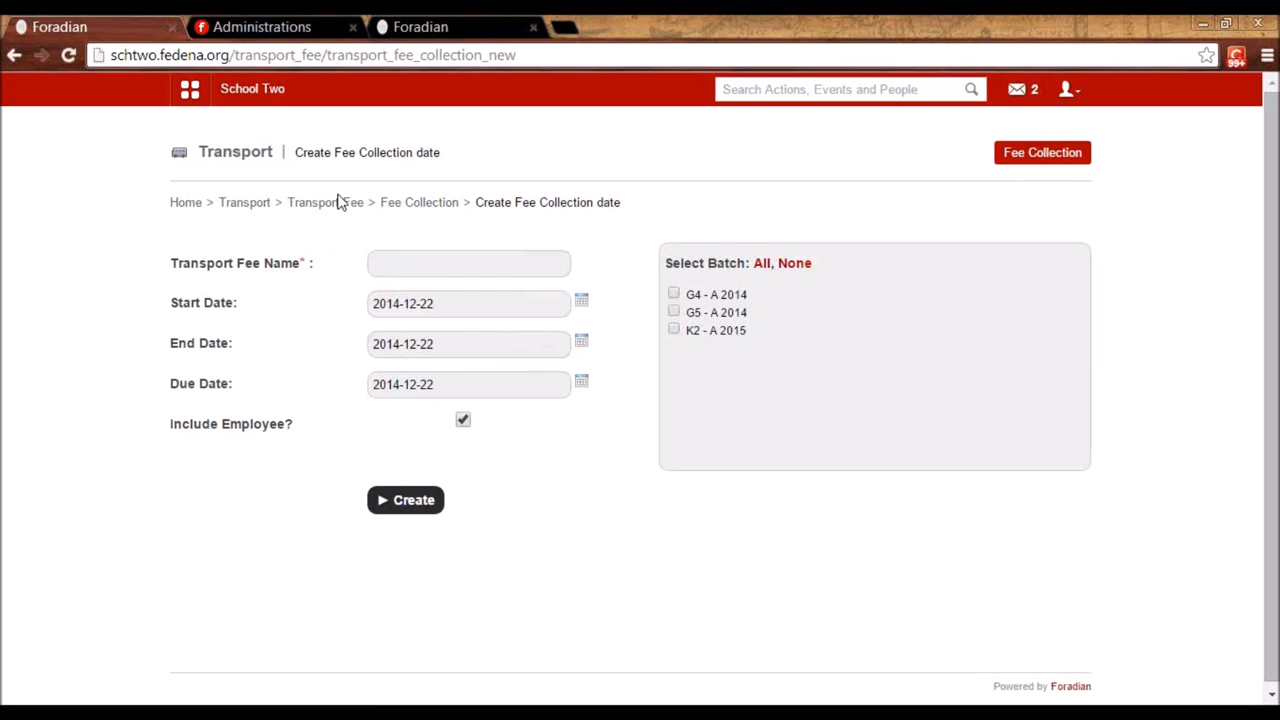 Foradian
Administrations
Foradian
schtwo.fedena.org/transport_fee/transport_fee_collection_new
99+
School Two
Search Actions, Events and People
2
Transport | Create Fee Collection date
Fee Collection
Home > Transport > Transport Fee > Fee Collection > Create Fee Collection date
Transport Fee Name* :
Start Date:
2014-12-22
End Date:
2014-12-22
Due Date:
2014-12-22
Include Employee?
Create
Select Batch: All, None
G4 - A 2014
G5 - A 2014
K2 - A 2015
Powered by Foradian